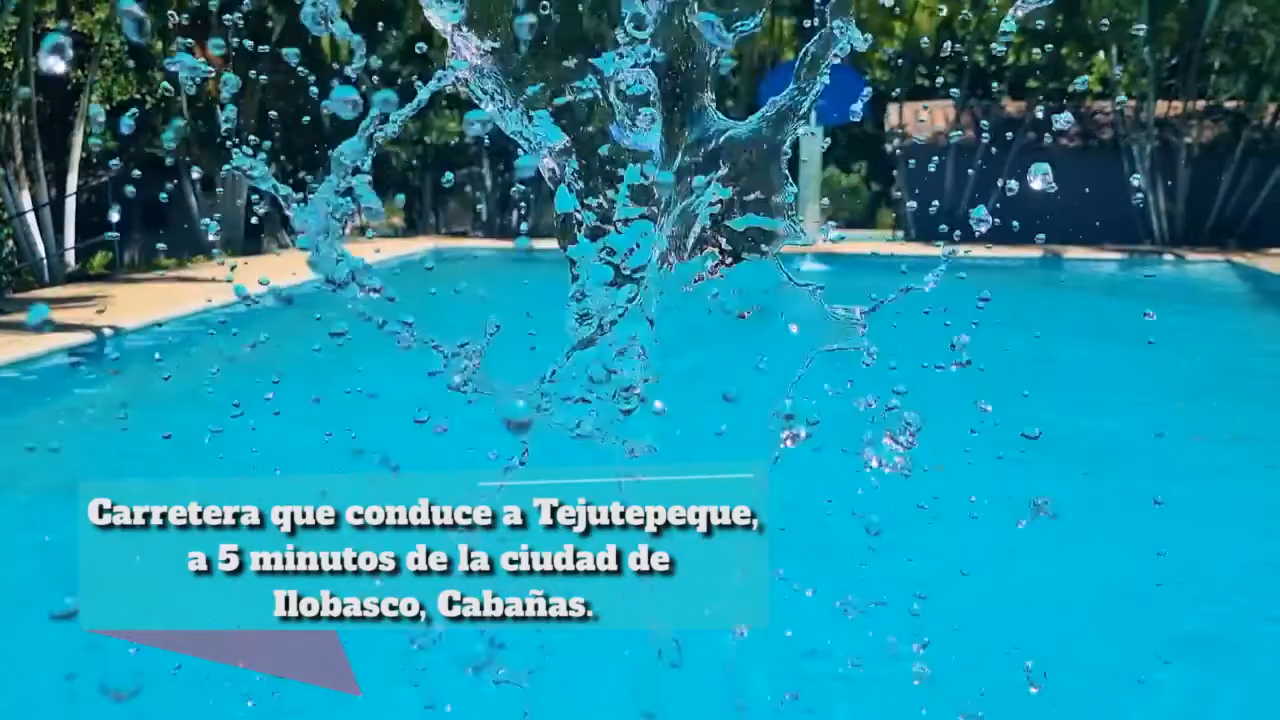 Carretera que conduce a Tejutepeque,
a 5 minutos de la ciudad de
Ilobasco, Cabañas.